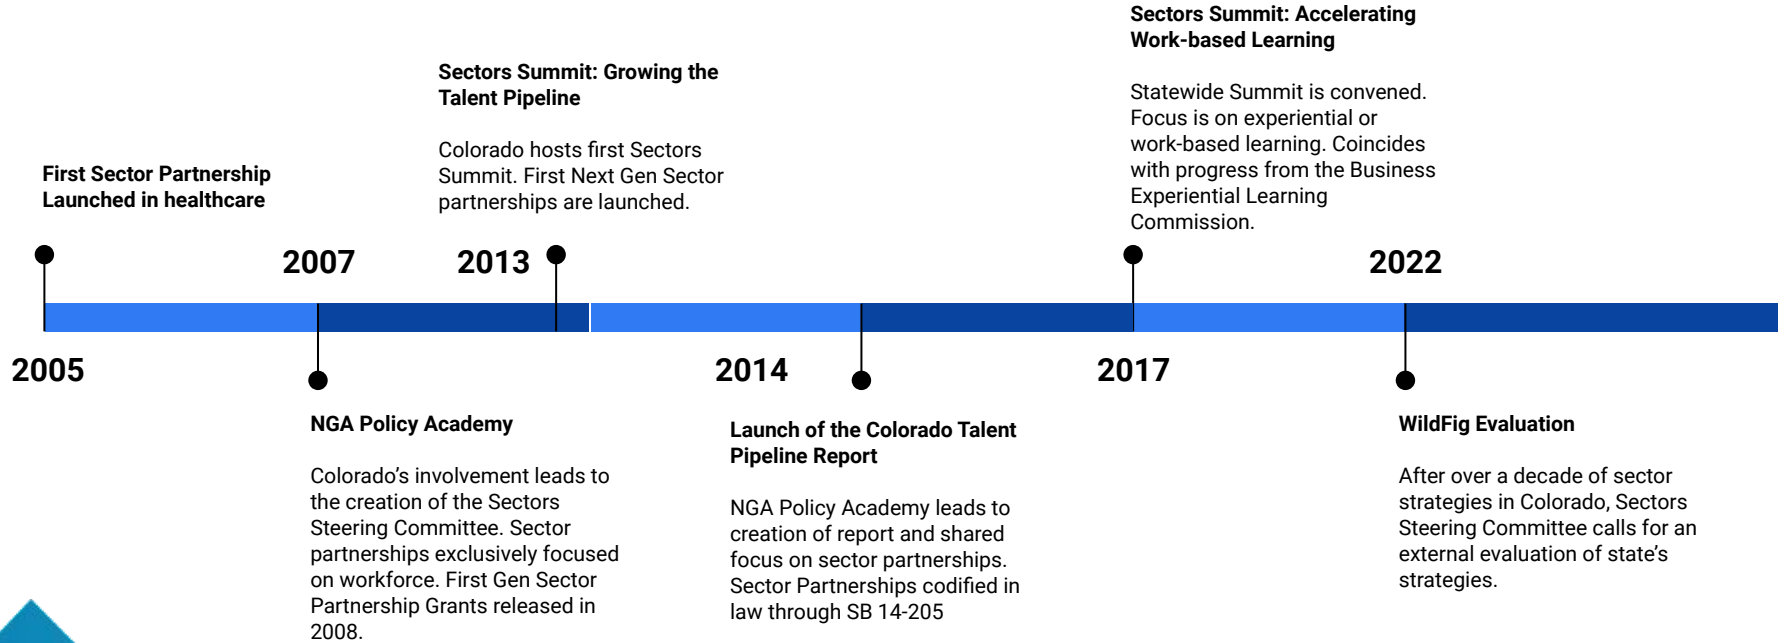 First Sector Partnership
Launched in healthcare
2005
2007
NGA Policy Academy
Colorado’s involvement leads to
the creation of the Sectors
Steering Committee. Sector
partnerships exclusively focused
on workforce. First Gen Sector
Partnership Grants released in
2008.
Sectors Summit: Growing the
Talent Pipeline
Colorado hosts first Sectors
Summit. First Next Gen Sector
partnerships are launched.
2013
2014
Launch of the Colorado Talent
Pipeline Report
NGA Policy Academy leads to
creation of report and shared
focus on sector partnerships.
Sector Partnerships codified in
law through SB 14-205
Sectors Summit: Accelerating
Work-based Learning
Statewide Summit is convened.
Focus is on experiential or
work-based learning. Coincides
with progress from the Business
Experiential Learning
Commission.
2017
2022
WildFig Evaluation
After over a decade of sector
strategies in Colorado, Sectors
Steering Committee calls for an
external evaluation of state’s
strategies.